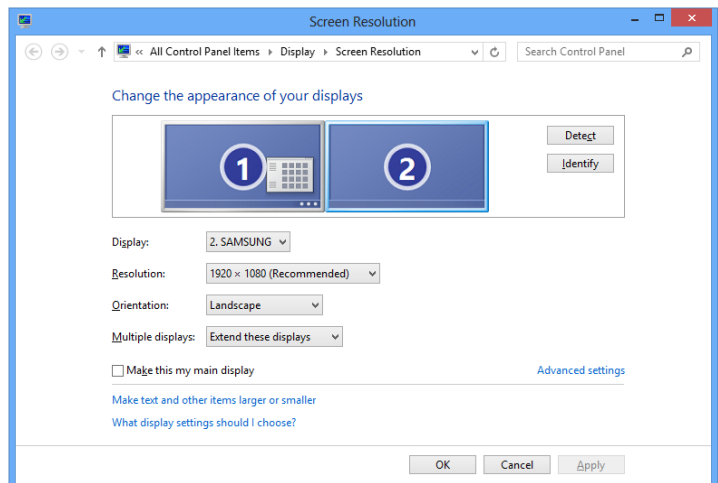 Screen Resolution
« All Control Panel Items Display Screen Resolution Search Control Panel
Change the appearance of your displays
1 2
Detect
Identify
Display: 2. SAMSUNG
Resolution: 1920 × 1080 (Recommended)
Orientation: Landscape
Multiple displays: Extend these displays
Make this my main display Advanced settings
Make text and other items larger or smaller
What display settings should I choose?
OK Cancel Apply